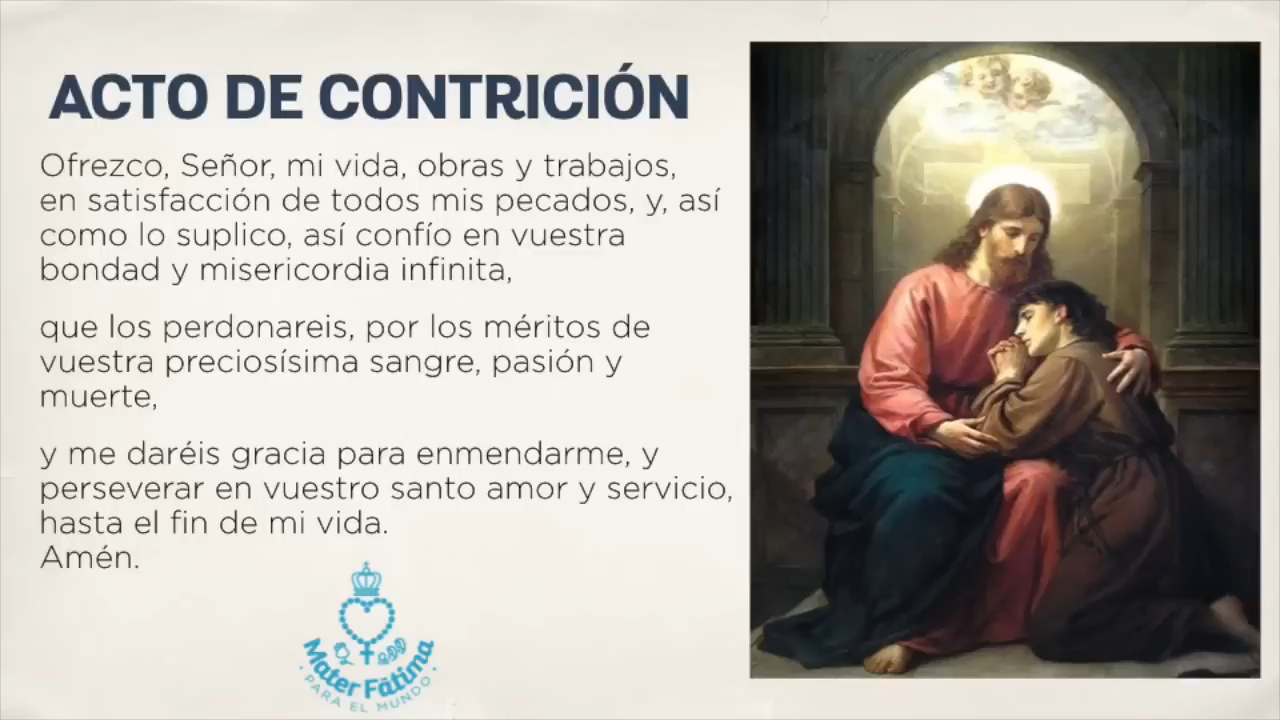 ACTO DE CONTRICIÓN
Ofrezco, Señor, mi vida, obras y trabajos,
en satisfacción de todos mis pecados, y, así
como lo suplico, así confío en vuestra
bondad y misericordia infinita,
que los perdonareis, por los méritos de
vuestra preciosísima sangre, pasión y
muerte,
y me daréis gracia para enmendarme, y
perseverar en vuestro santo amor y servicio,
hasta el fin de mi vida.
Amén.
Mater Fátima
· PARA EL MUNDO ·